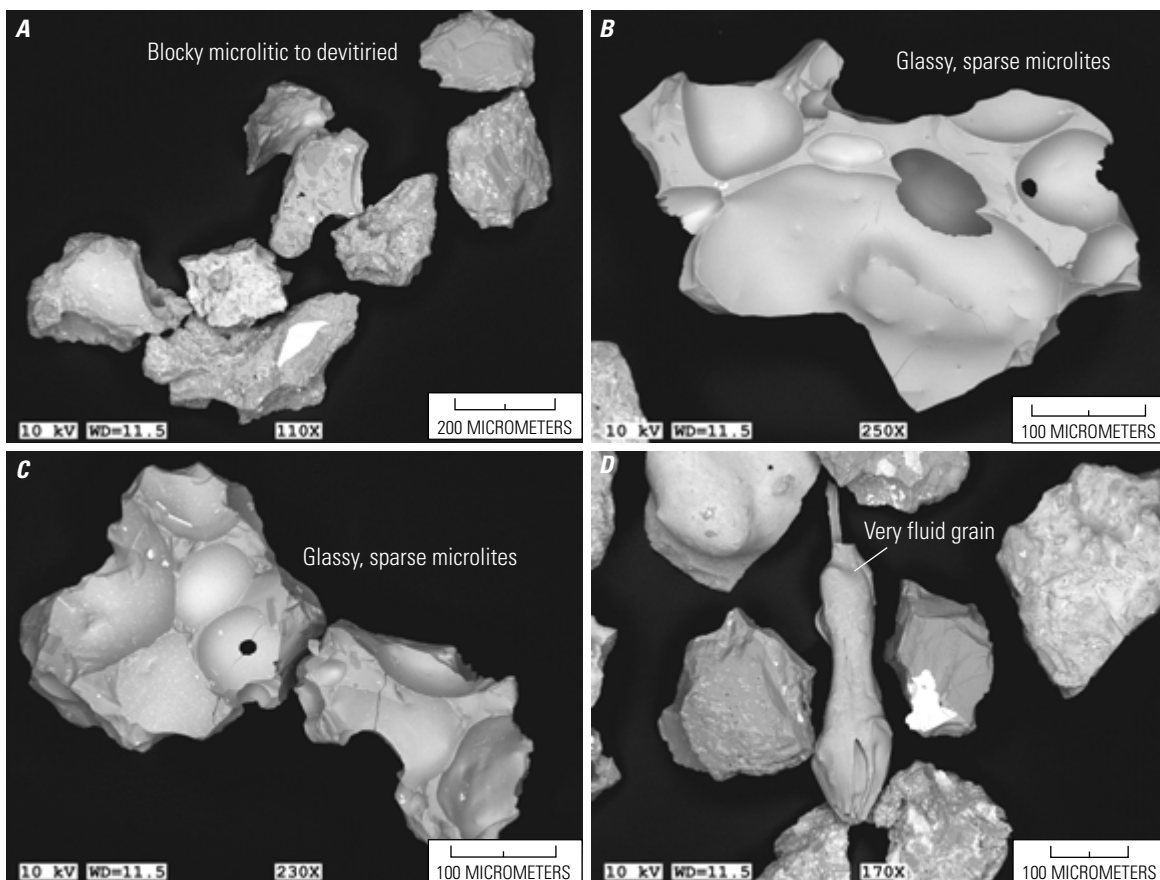 A
Blocky microlitic to devitiried
10 kV WD=11.5 110X
200 MICROMETERS
B
Glassy, sparse microlites
10 kV WD=11.5 250X
100 MICROMETERS
C
Glassy, sparse microlites
10 kV WD=11.5 230X
100 MICROMETERS
D
Very fluid grain
10 kV WD=11.5 170X
100 MICROMETERS